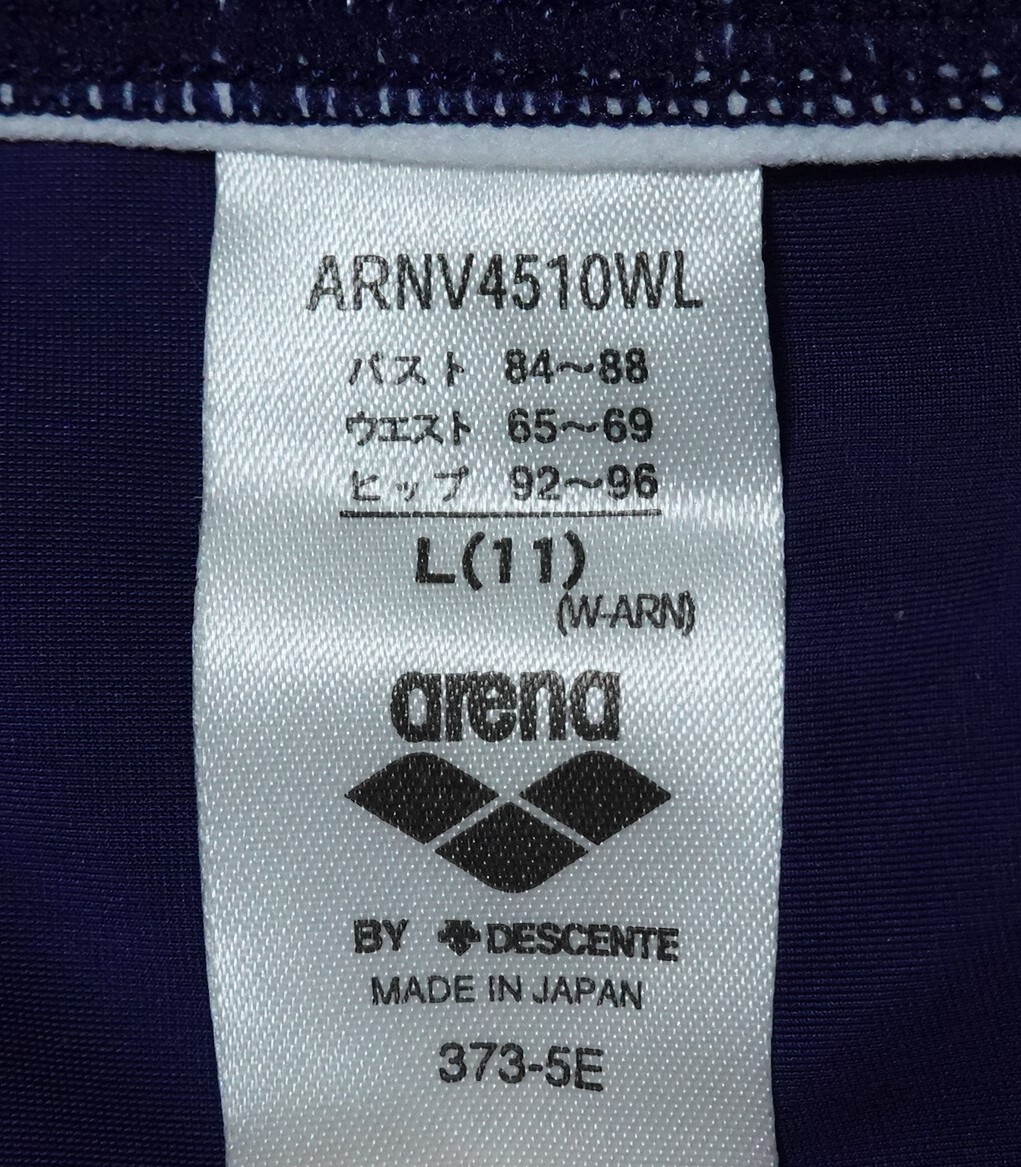 ARNV4510WL
バスト 84～88
ウエスト 65～69
ヒップ 92～96
L(11)
(W-ARN)
arena
BY DESCENTE
MADE IN JAPAN
373-5E